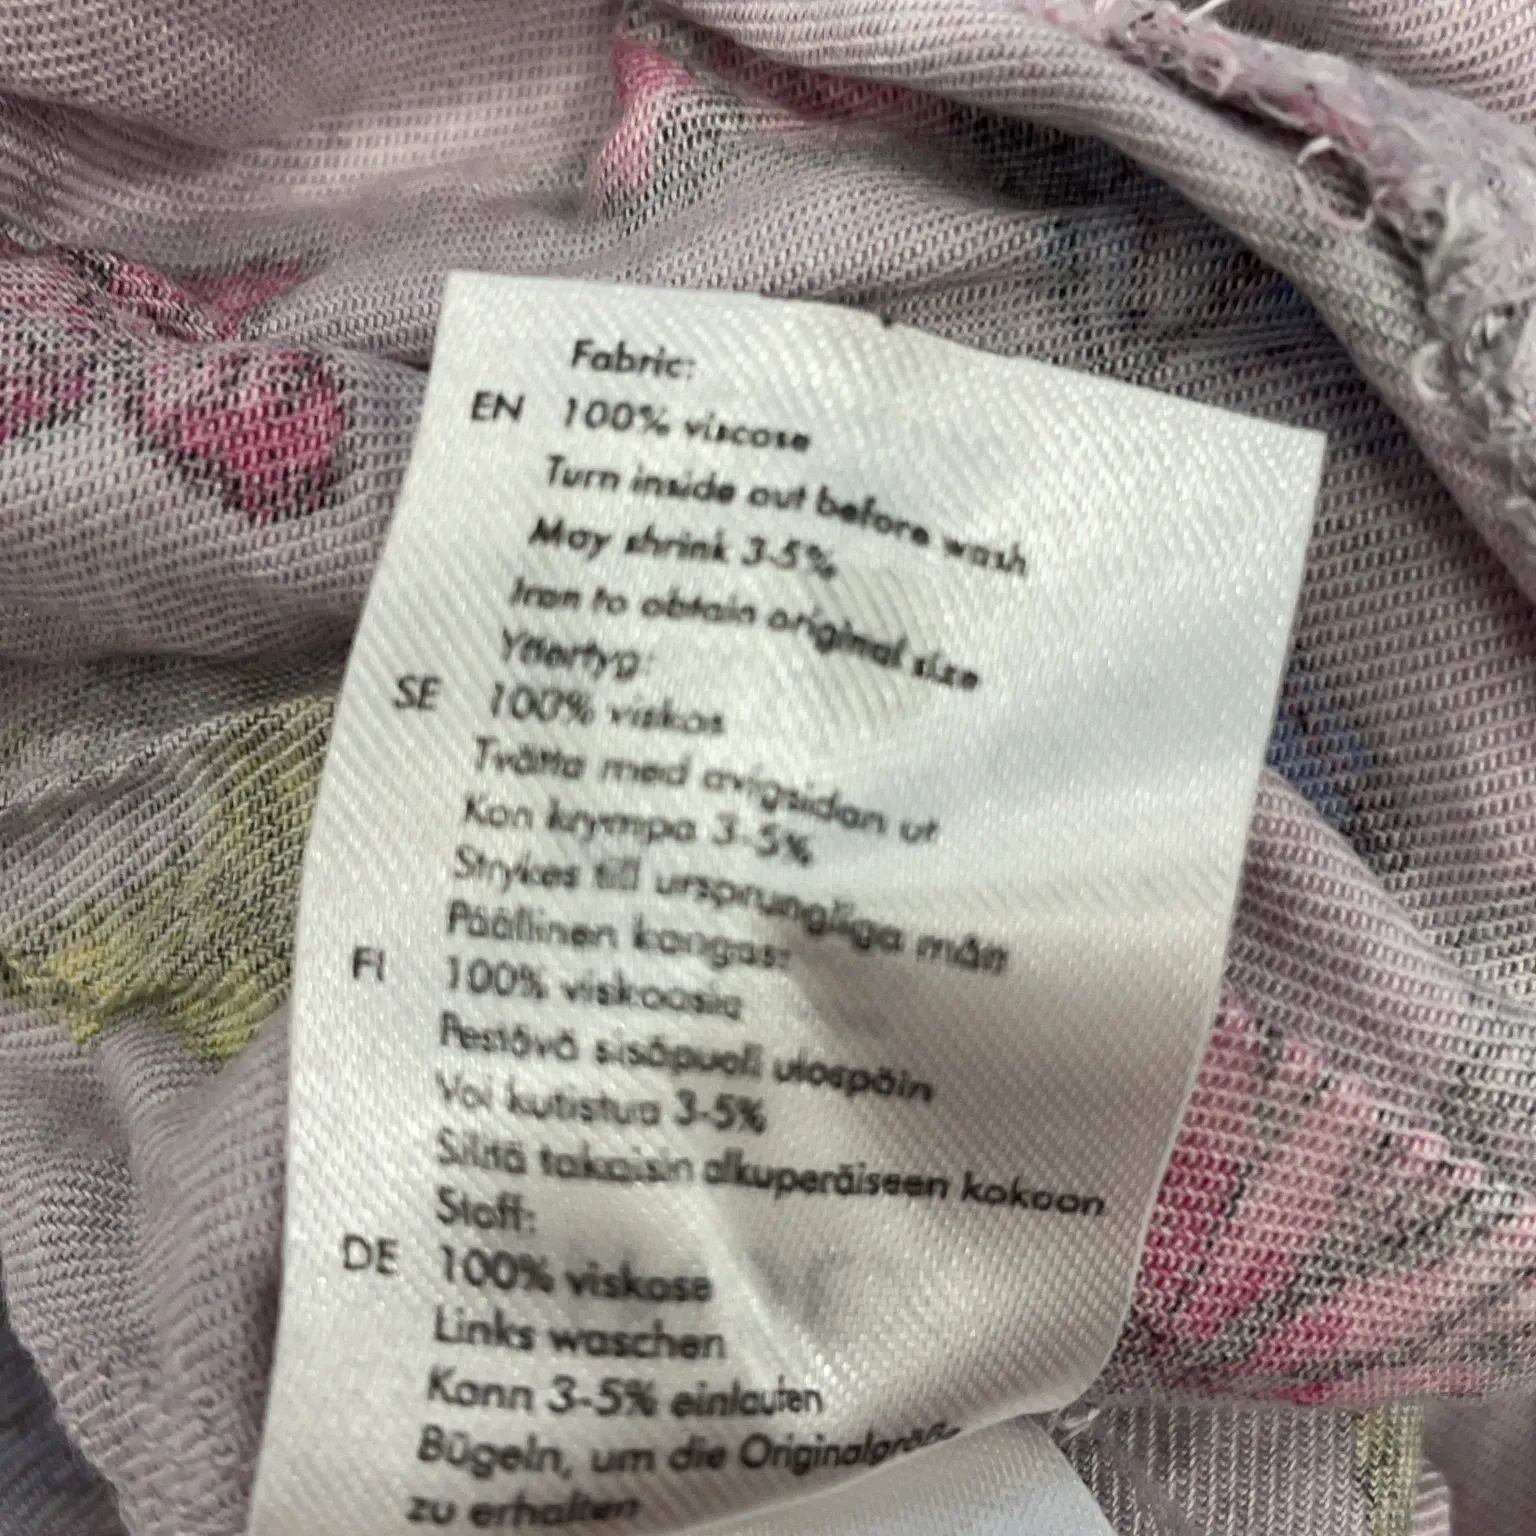 Fabric:
EN 100% viscose
Turn inside out before wash
May shrink 3-5%
Iron to obtain original size
Yttertyg:
SE 100% viskos
Tvätta med avigsidan ut
Kan krympa 3-5%
Strykes till ursprungliga mån
Päällinen kangas:
FI 100% viskoosia
Pestävä sisäpuoli ulospäin
Voi kutistua 3-5%
Silitä takaisin alkuperäiseen kokoon
Stoff:
DE 100% viskose
Links waschen
Kann 3-5% einlaufen
Bügeln, um die Originalgröße
zu erhalten